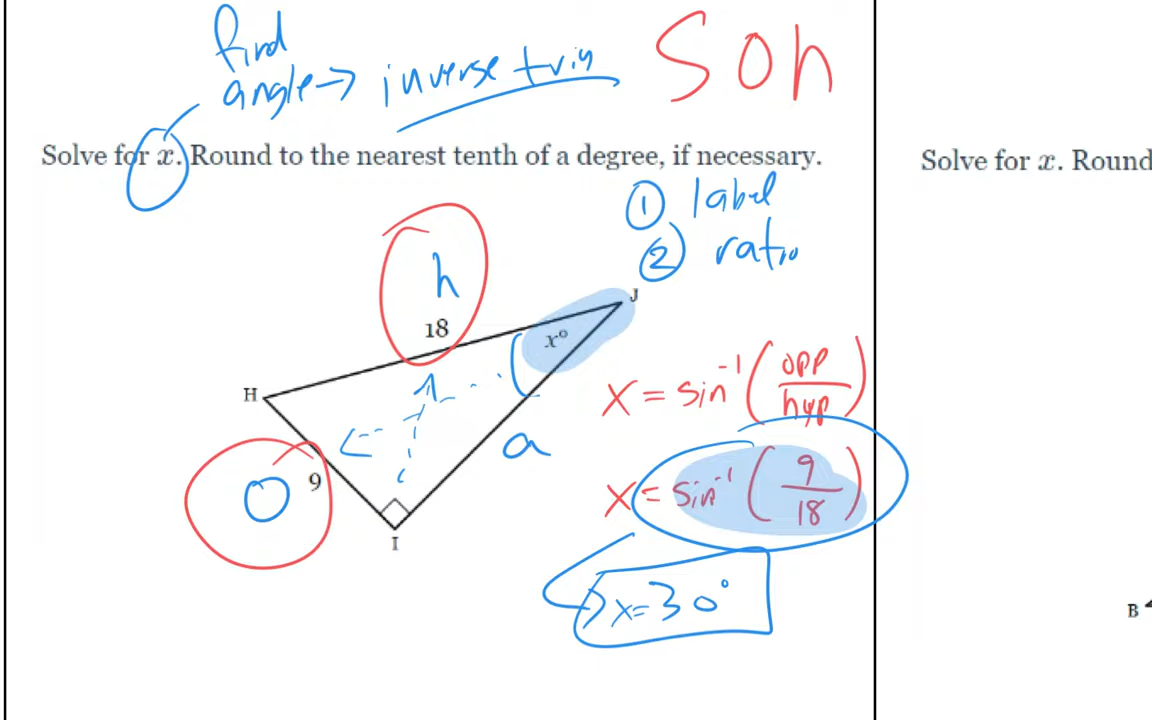 find
angle→ inverse trig
Soh
Solve for x. Round to the nearest tenth of a degree, if necessary.
Solve for x. Round
① label
② ratio
h
18
J
x°
H
a
O
9
I
x = sin⁻¹(opp/hyp)
x = sin⁻¹(9/18)
x=30°
B